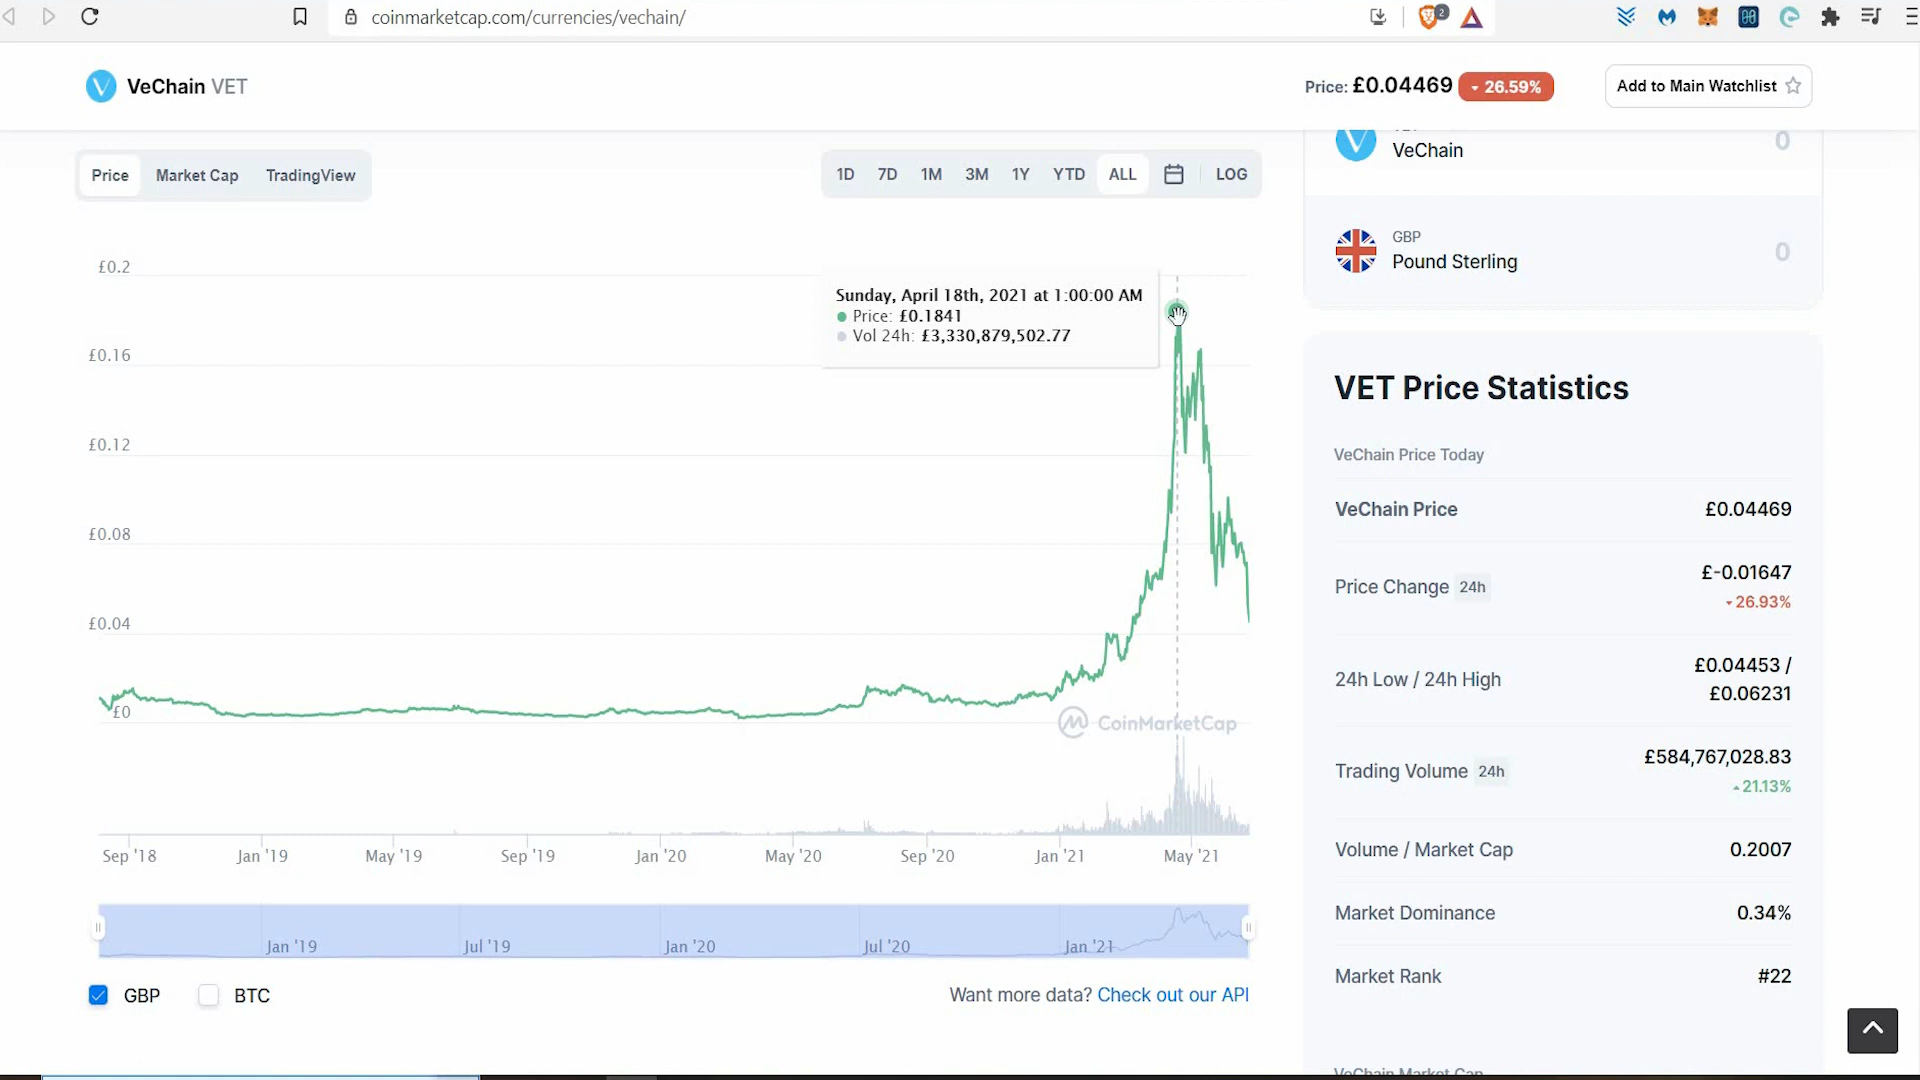 coinmarketcap.com/currencies/vechain/
2
VeChain VET
Price: £0.04469 26.59%
Add to Main Watchlist
Price Market Cap TradingView
1D 7D 1M 3M 1Y YTD ALL LOG
VeChain 0
GBP
Pound Sterling 0
£0.2
£0.16
£0.12
£0.08
£0.04
£0
Sunday, April 18th, 2021 at 1:00:00 AM
Price: £0.1841
Vol 24h: £3,330,879,502.77
CoinMarketCap
Sep '18 Jan '19 May '19 Sep '19 Jan '20 May '20 Sep '20 Jan '21 May '21
Jan '19 Jul '19 Jan '20 Jul '20 Jan '21
GBP BTC
Want more data? Check out our API
VET Price Statistics
VeChain Price Today
VeChain Price £0.04469
Price Change 24h £-0.01647
26.93%
24h Low / 24h High £0.04453 /
£0.06231
Trading Volume 24h £584,767,028.83
21.13%
Volume / Market Cap 0.2007
Market Dominance 0.34%
Market Rank #22
VeChain Market Cap